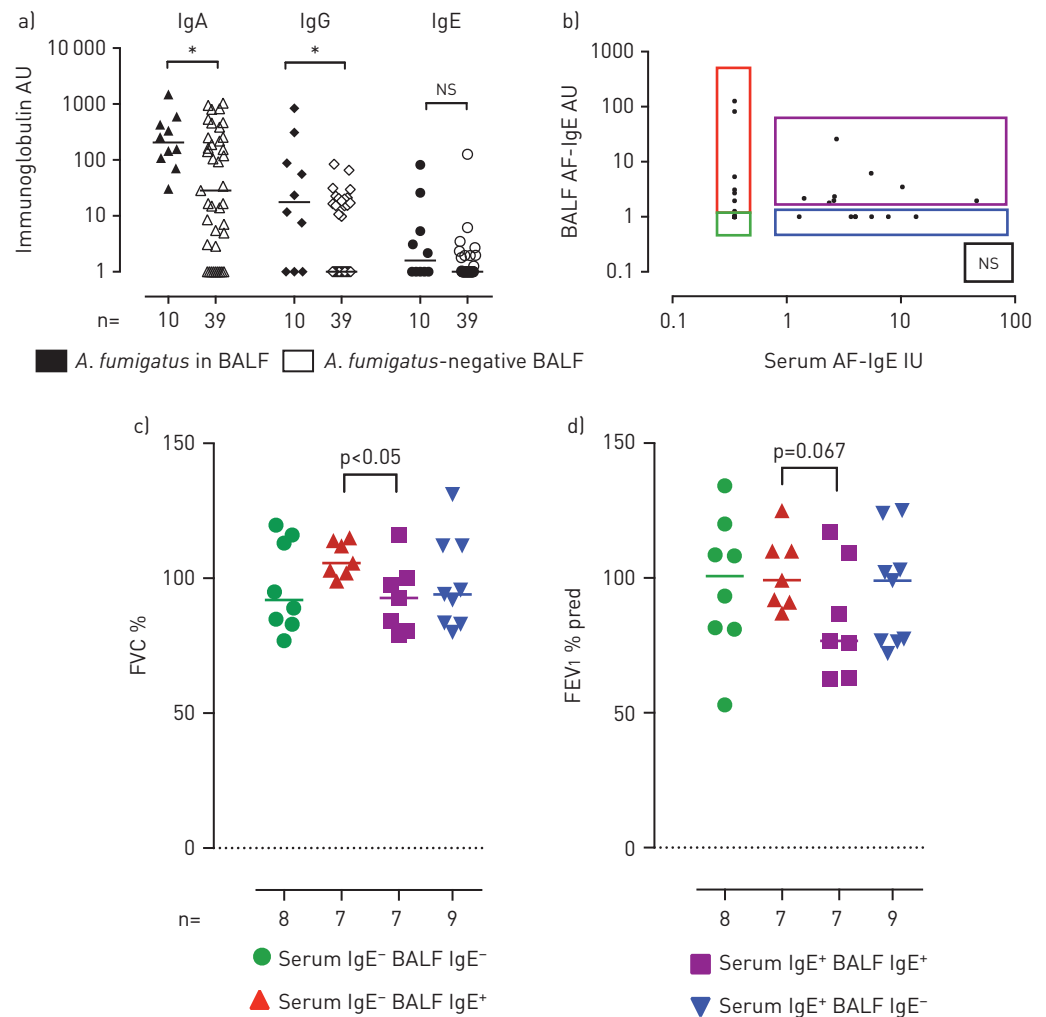 a)
IgA
IgG
IgE
Immunoglobulin AU
10 000
1000
100
10
1
*
*
NS
n=
10
39
10
39
10
39
A. fumigatus in BALF
A. fumigatus-negative BALF
b)
BALF AF-IgE AU
1000
100
10
1
0.1
NS
0.1
1
10
100
Serum AF-IgE IU
c)
FVC %
150
100
50
0
p<0.05
n=
8
7
7
9
Serum IgE– BALF IgE–
Serum IgE– BALF IgE+
d)
FEV1 % pred
150
100
50
0
p=0.067
8
7
7
9
Serum IgE+ BALF IgE+
Serum IgE+ BALF IgE–